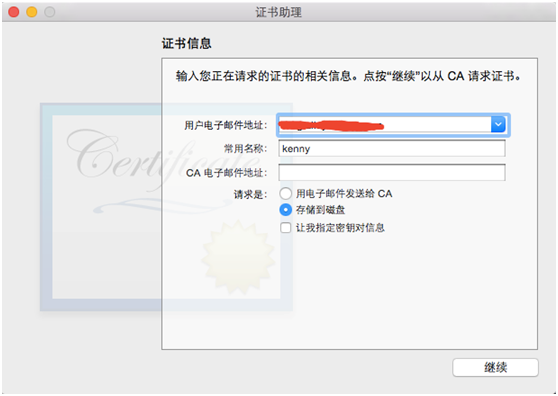 证书助理
证书信息
输入您正在请求的证书的相关信息。点按“继续”以从 CA 请求证书。
Certificate
用户电子邮件地址：
常用名称： kenny
CA 电子邮件地址：
请求是： 用电子邮件发送给 CA
存储到磁盘
让我指定密钥对信息
继续